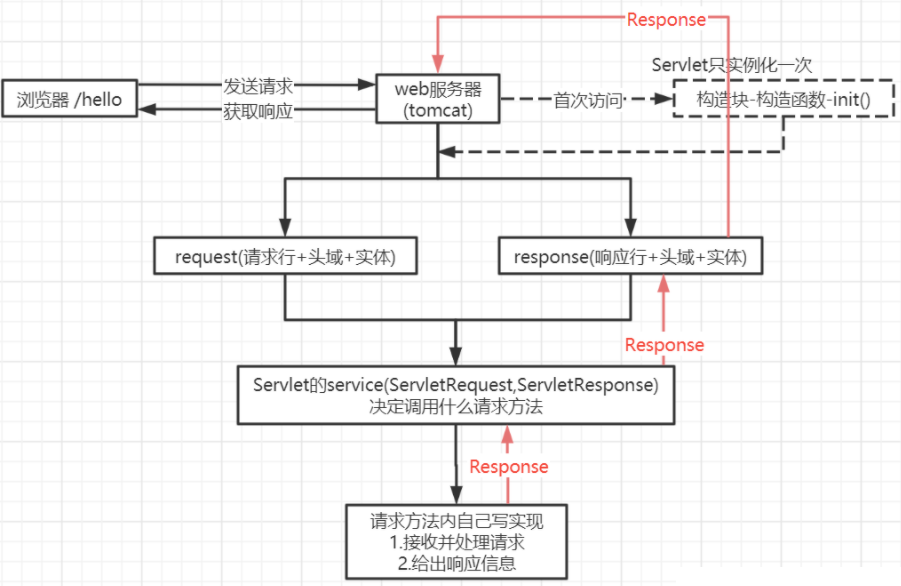 Response
Servlet只实例化一次
浏览器 /hello
发送请求
获取响应
web服务器
(tomcat)
首次访问
构造块-构造函数-init()
request(请求行+头域+实体)
response(响应行+头域+实体)
Response
Servlet的service(ServletRequest,ServletResponse)
决定调用什么请求方法
Response
请求方法内自己写实现
1.接收并处理请求
2.给出响应信息